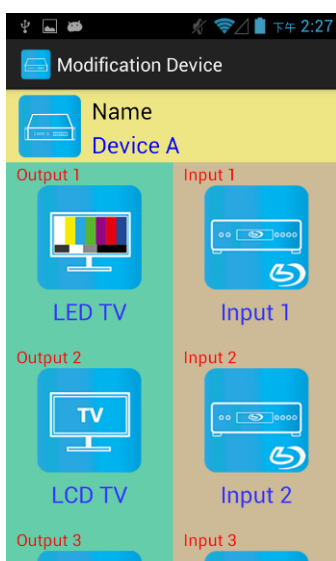 下午 2:27
Modification Device
Name
Device A
Output 1
Input 1
LED TV
Input 1
Output 2
Input 2
TV
LCD TV
Input 2
Output 3
Input 3